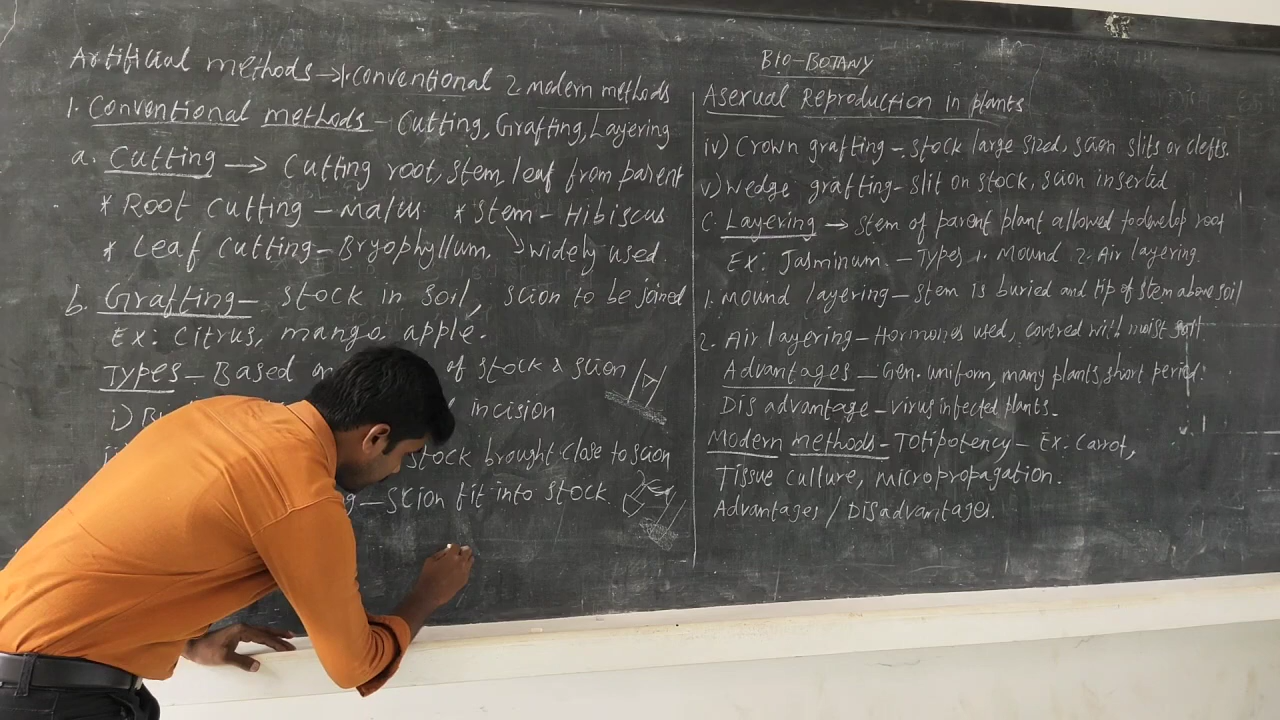 Artificial methods → 1. conventional 2. modern methods
1. Conventional methods - Cutting, Grafting, Layering
a. Cutting → Cutting root, stem, leaf from parent
* Root cutting - Malus * Stem - Hibiscus
* Leaf cutting - Bryophyllum. ↘ widely used.
b. Grafting - stock in soil, scion to be joined
Ex: Citrus, mango, apple.
Types - Based on of stock & scion
i) B incision
stock brought close to scion
g - scion fit into stock.
BIO-BOTANY
Asexual Reproduction in plants
iv) Crown grafting - stock large sized, scion slits or clefts.
v) Wedge grafting - slit on stock, scion inserted
C. Layering → stem of parent plant allowed to develop root
EX: Jasminum. - Types 1. Mound 2. Air layering.
1. Mound layering - stem is buried and tip of stem above soil
2. Air layering - Hormones used, covered with moist
Advantages - Gen. uniform, many plants, short period.
Disadvantage - virus infected plants.
Modern methods - Totipotency - Ex: Carrot,
Tissue culture, micropropagation.
Advantages / Disadvantages.